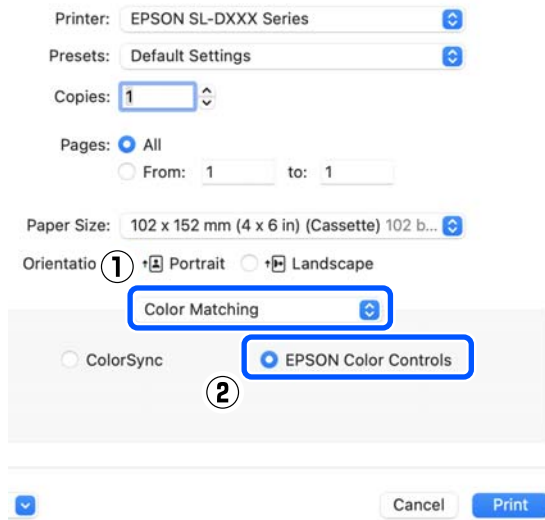 Printer: EPSON SL-DXXX Series
Presets: Default Settings
Copies: 1
Pages: All
From: 1 to: 1
Paper Size: 102 x 152 mm (4 x 6 in) (Cassette) 102 b...
Orientatio 1 Portrait Landscape
Color Matching
ColorSync EPSON Color Controls
2
Cancel Print